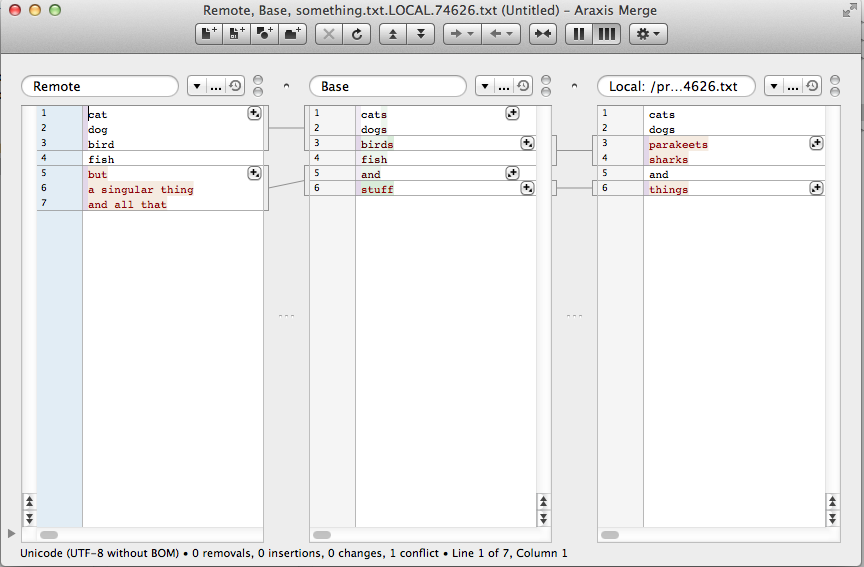 Remote, Base, something.txt.LOCAL.74626.txt (Untitled) – Araxis Merge
Remote
...
Base
...
Local: /pr...4626.txt
...
1 cat
2 dog
3 bird
4 fish
5 but
6 a singular thing
7 and all that
1 cats
2 dogs
3 birds
4 fish
5 and
6 stuff
1 cats
2 dogs
3 parakeets
4 sharks
5 and
6 things
Unicode (UTF-8 without BOM) • 0 removals, 0 insertions, 0 changes, 1 conflict • Line 1 of 7, Column 1